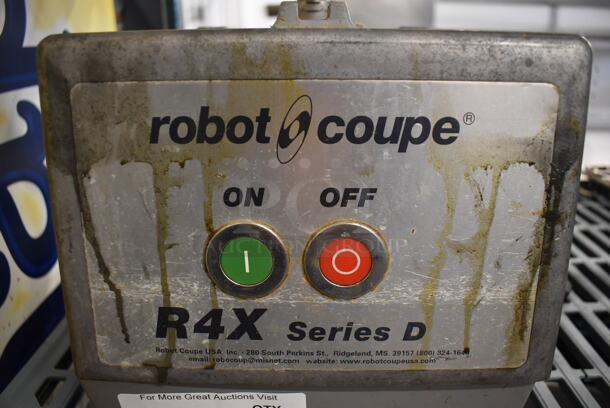 robot coupe®
ON OFF
R4X Series D
Robot Coupe USA, Inc. - 280 South Perkins St., Ridgeland, MS. 39157 (800) 824-1646
email: robocoup@misnet.com website: www.robotcoupeusa.com
For More Great Auctions Visit
QTY